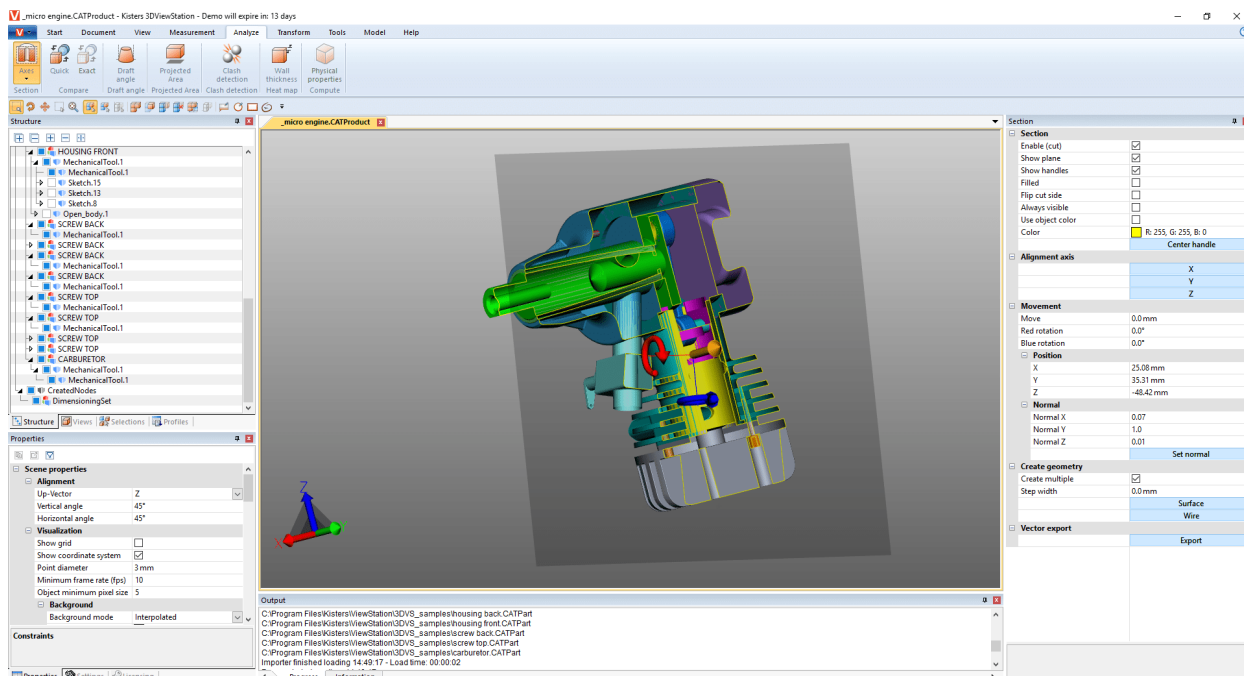 _micro engine.CATProduct - Kisters 3DViewStation - Demo will expire in: 13 days
Start Document View Measurement Analyze Transform Tools Model Help
Axes Quick Exact Draft angle Projected Area Clash detection Wall thickness Physical properties
Section Compare Draft angle Projected Area Clash detection Heat map Compute
Structure
HOUSING FRONT
MechanicalTool.1
MechanicalTool.1
Sketch.15
Sketch.13
Sketch.8
Open_body.1
SCREW BACK
MechanicalTool.1
SCREW BACK
SCREW BACK
MechanicalTool.1
SCREW BACK
MechanicalTool.1
SCREW TOP
MechanicalTool.1
SCREW TOP
MechanicalTool.1
SCREW TOP
SCREW TOP
CARBURETOR
MechanicalTool.1
MechanicalTool.1
CreatedNodes
DimensioningSet
Structure Views Selections Profiles
Properties
Scene properties
Alignment
Up-Vector Z
Vertical angle 45°
Horizontal angle 45°
Visualization
Show grid
Show coordinate system
Point diameter 3 mm
Minimum frame rate (fps) 10
Object minimum pixel size 5
Background
Background mode Interpolated
Constraints
_micro engine.CATProduct
Z
X
Output
C:\Program Files\Kisters\ViewStation\3DVS_samples\housing back.CATPart
C:\Program Files\Kisters\ViewStation\3DVS_samples\housing front.CATPart
C:\Program Files\Kisters\ViewStation\3DVS_samples\screw back.CATPart
C:\Program Files\Kisters\ViewStation\3DVS_samples\screw top.CATPart
C:\Program Files\Kisters\ViewStation\3DVS_samples\carburetor.CATPart
Importer finished loading 14:49:17 - Load time: 00:00:02
Section
Section
Enable (cut)
Show plane
Show handles
Filled
Flip cut side
Always visible
Use object color
Color R: 255, G: 255, B: 0
Center handle
Alignment axis
X
Y
Z
Movement
Move 0.0 mm
Red rotation 0.0°
Blue rotation 0.0°
Position
X 25.08 mm
Y 35.31 mm
Z -48.42 mm
Normal
Normal X 0.07
Normal Y 1.0
Normal Z 0.01
Set normal
Create geometry
Create multiple
Step width 0.0 mm
Surface
Wire
Vector export
Export